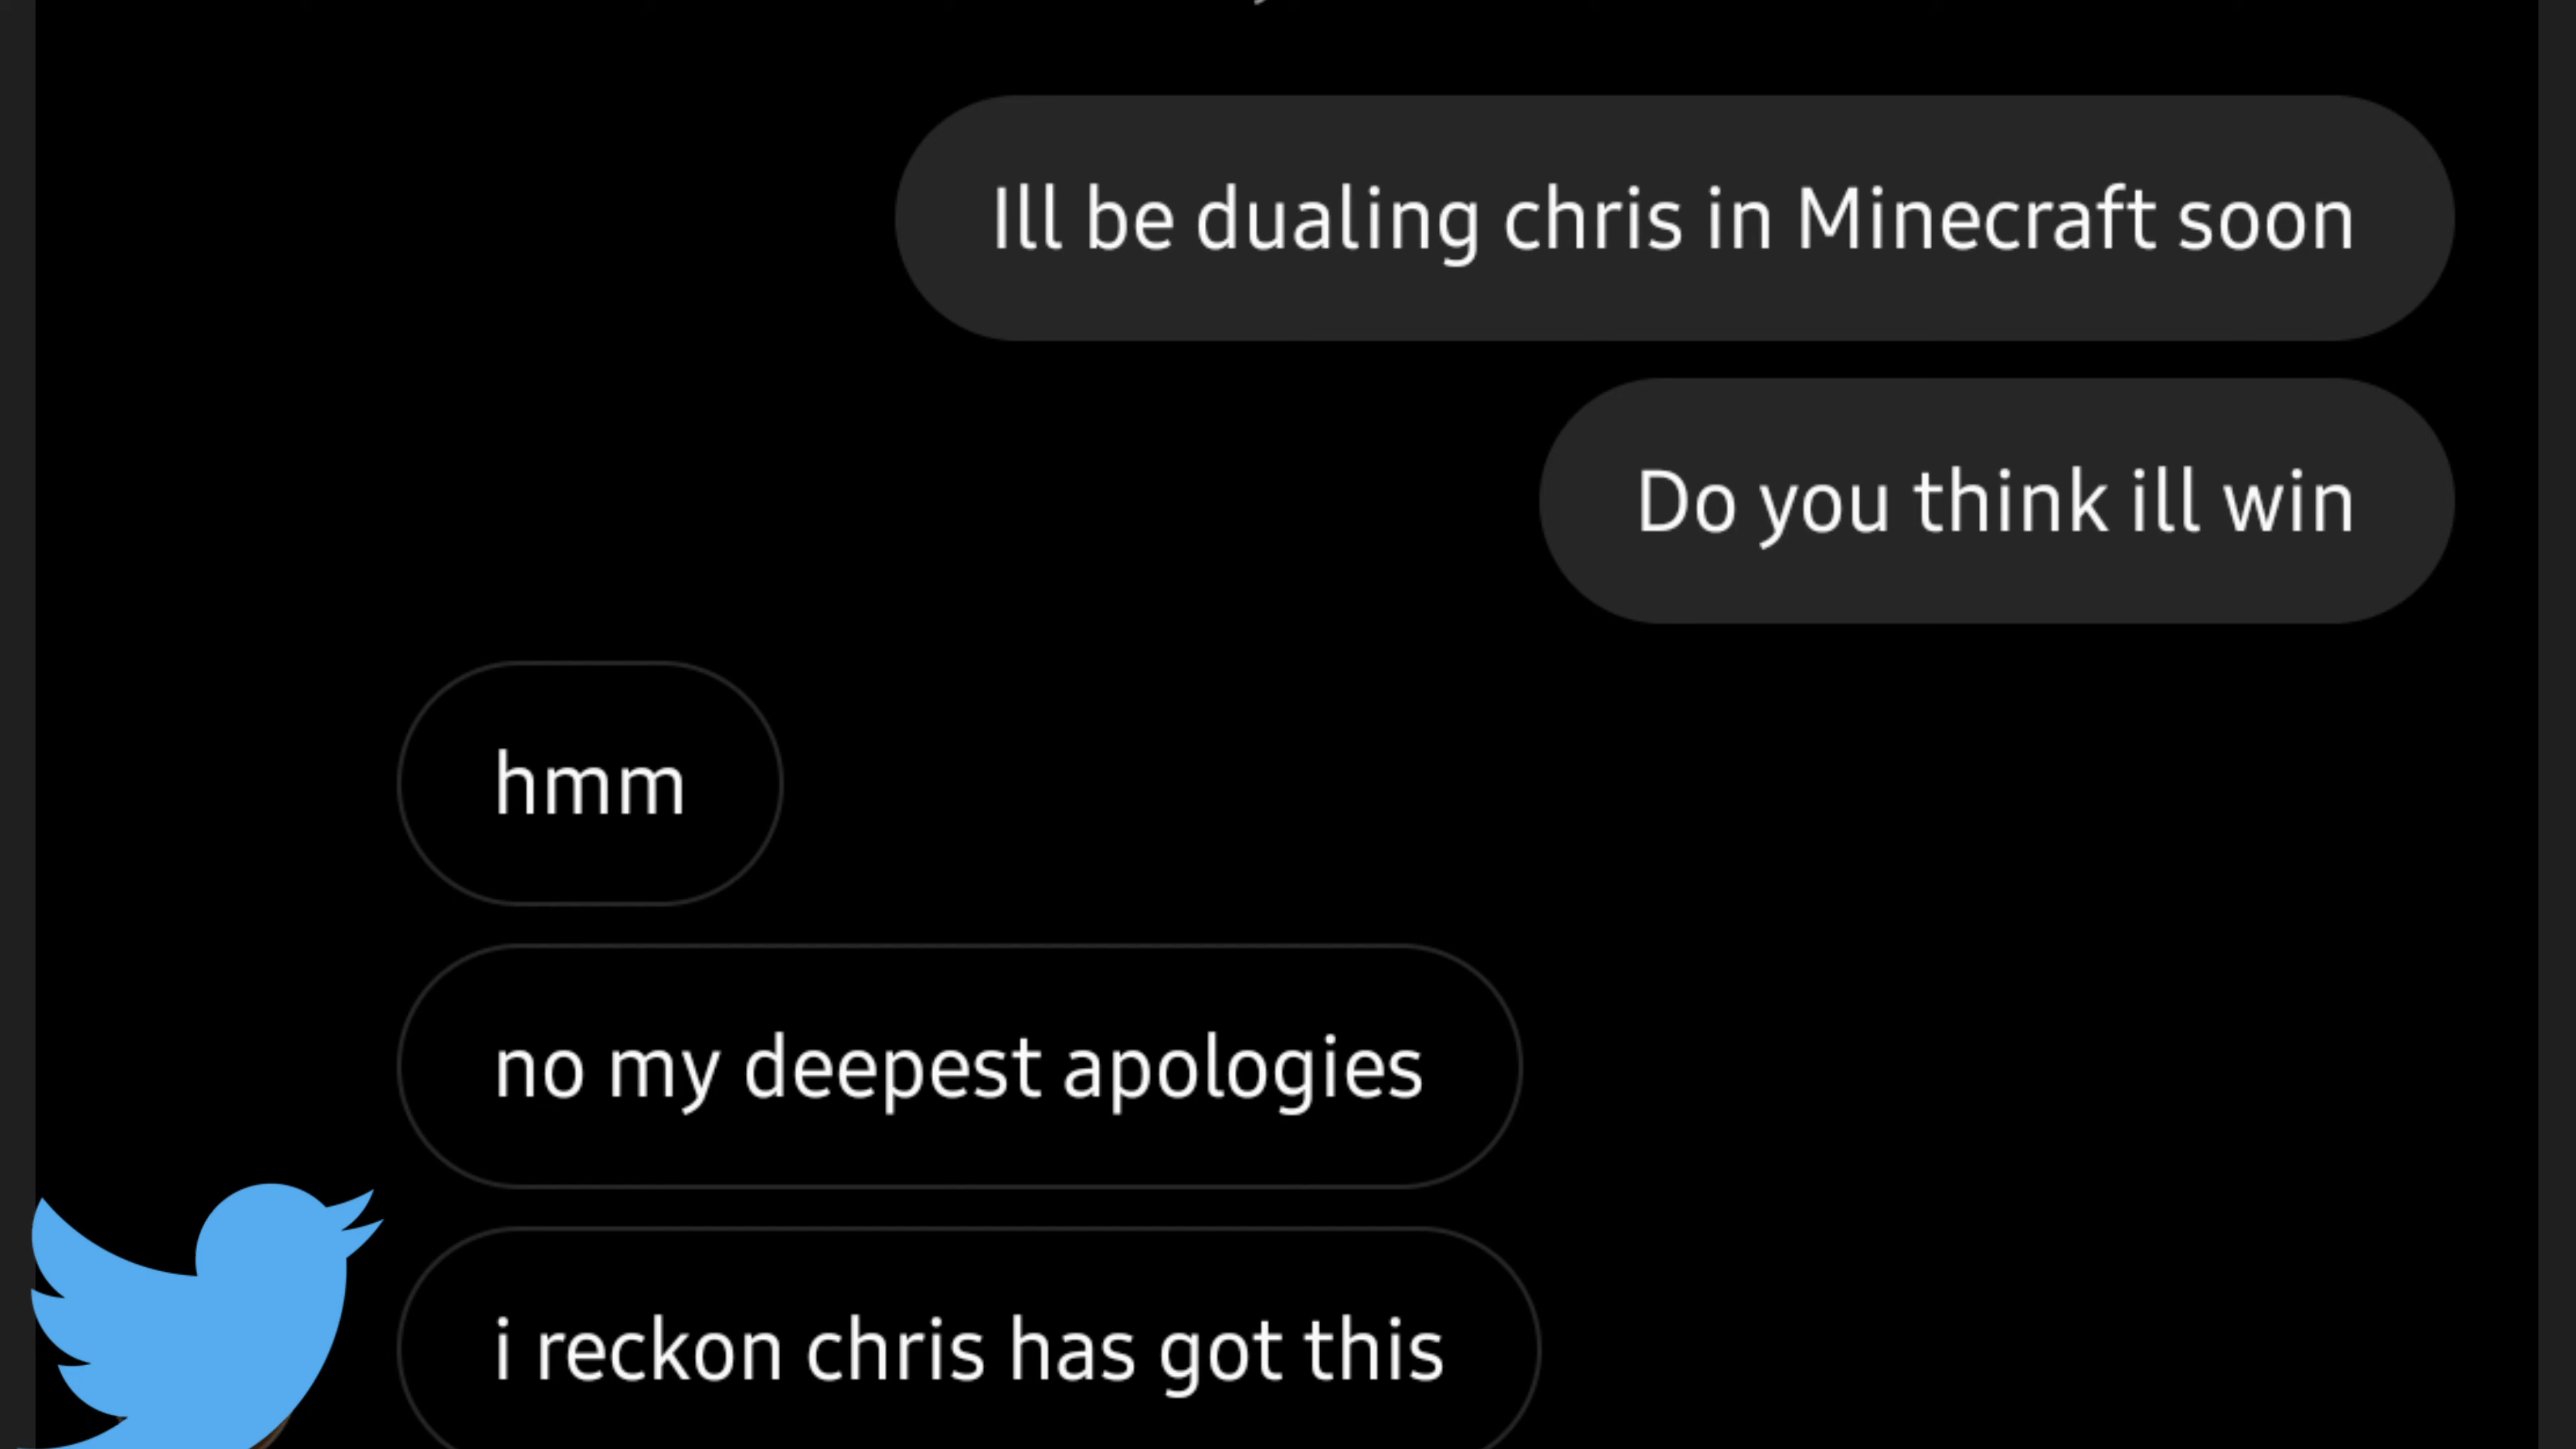 Ill be dualing chris in Minecraft soon
Do you think ill win
hmm
no my deepest apologies
i reckon chris has got this